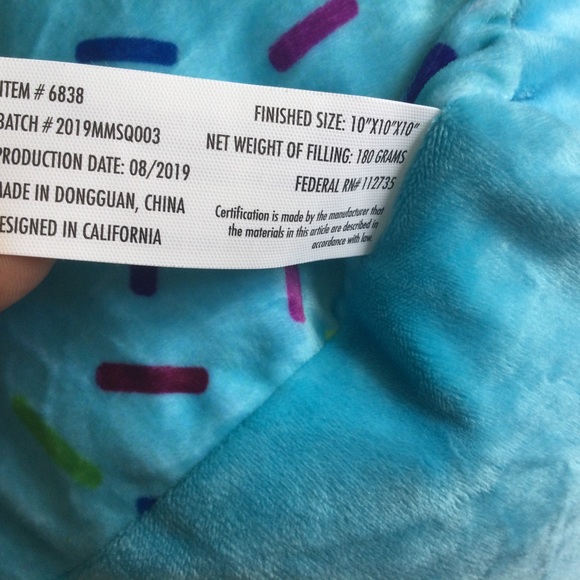 ITEM # 6838
BATCH # 2019MMSQ003
PRODUCTION DATE: 08/2019
MADE IN DONGGUAN, CHINA
DESIGNED IN CALIFORNIA
FINISHED SIZE: 10"X10"X10"
NET WEIGHT OF FILLING: 180 GRAMS
FEDERAL RN# 112735
Certification is made by the manufacturer that
the materials in this article are described in
accordance with law.